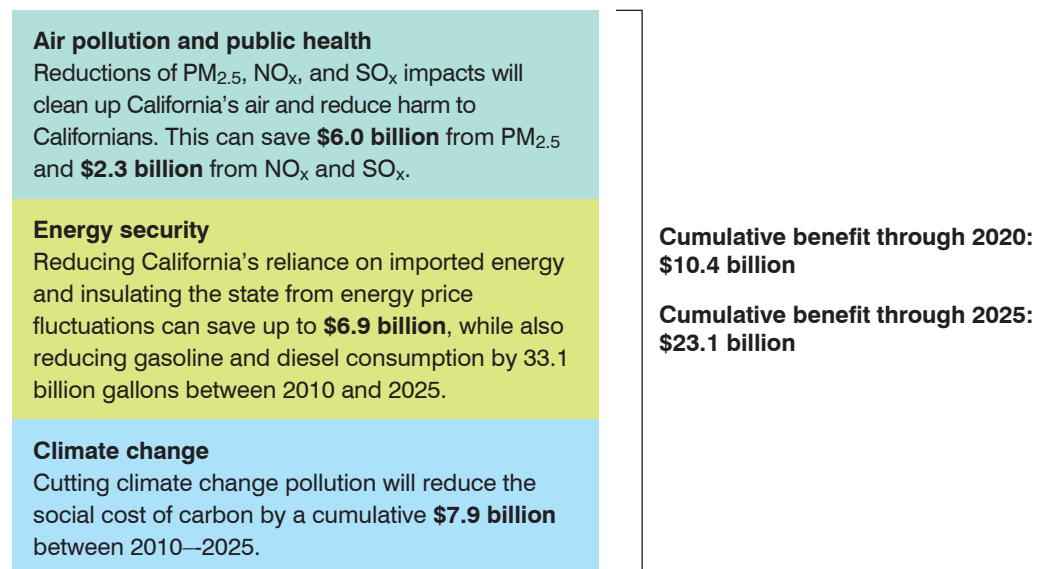 Air pollution and public health
Reductions of PM2.5, NOx, and SOx impacts will
clean up California’s air and reduce harm to
Californians. This can save $6.0 billion from PM2.5
and $2.3 billion from NOx and SOx.
Energy security
Reducing California’s reliance on imported energy
and insulating the state from energy price
fluctuations can save up to $6.9 billion, while also
reducing gasoline and diesel consumption by 33.1
billion gallons between 2010 and 2025.
Climate change
Cutting climate change pollution will reduce the
social cost of carbon by a cumulative $7.9 billion
between 2010–-2025.
Cumulative benefit through 2020:
$10.4 billion
Cumulative benefit through 2025:
$23.1 billion